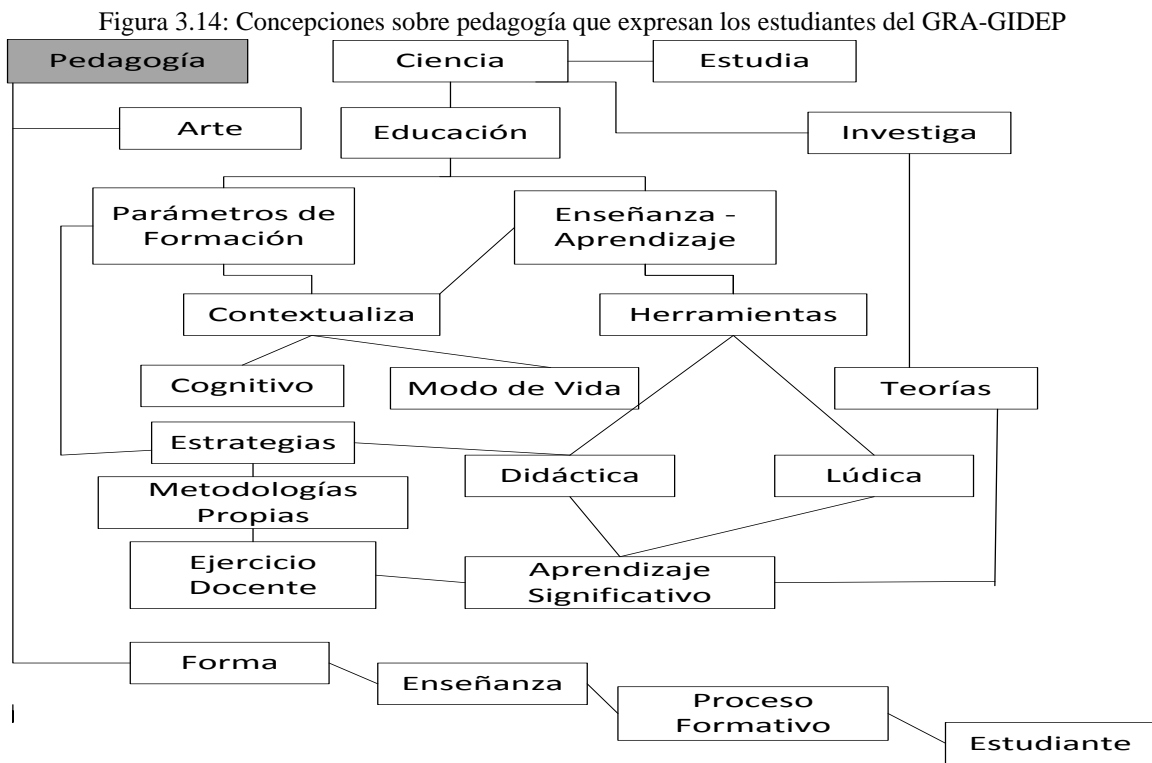 Figura 3.14: Concepciones sobre pedagogía que expresan los estudiantes del GRA-GIDEP
Pedagogía
Ciencia
Estudia
Arte
Educación
Investiga
Parámetros de
Formación
Enseñanza -
Aprendizaje
Contextualiza
Herramientas
Cognitivo
Modo de Vida
Teorías
Estrategias
Didáctica
Lúdica
Metodologías
Propias
Ejercicio
Docente
Aprendizaje
Significativo
Forma
Enseñanza
Proceso
Formativo
Estudiante